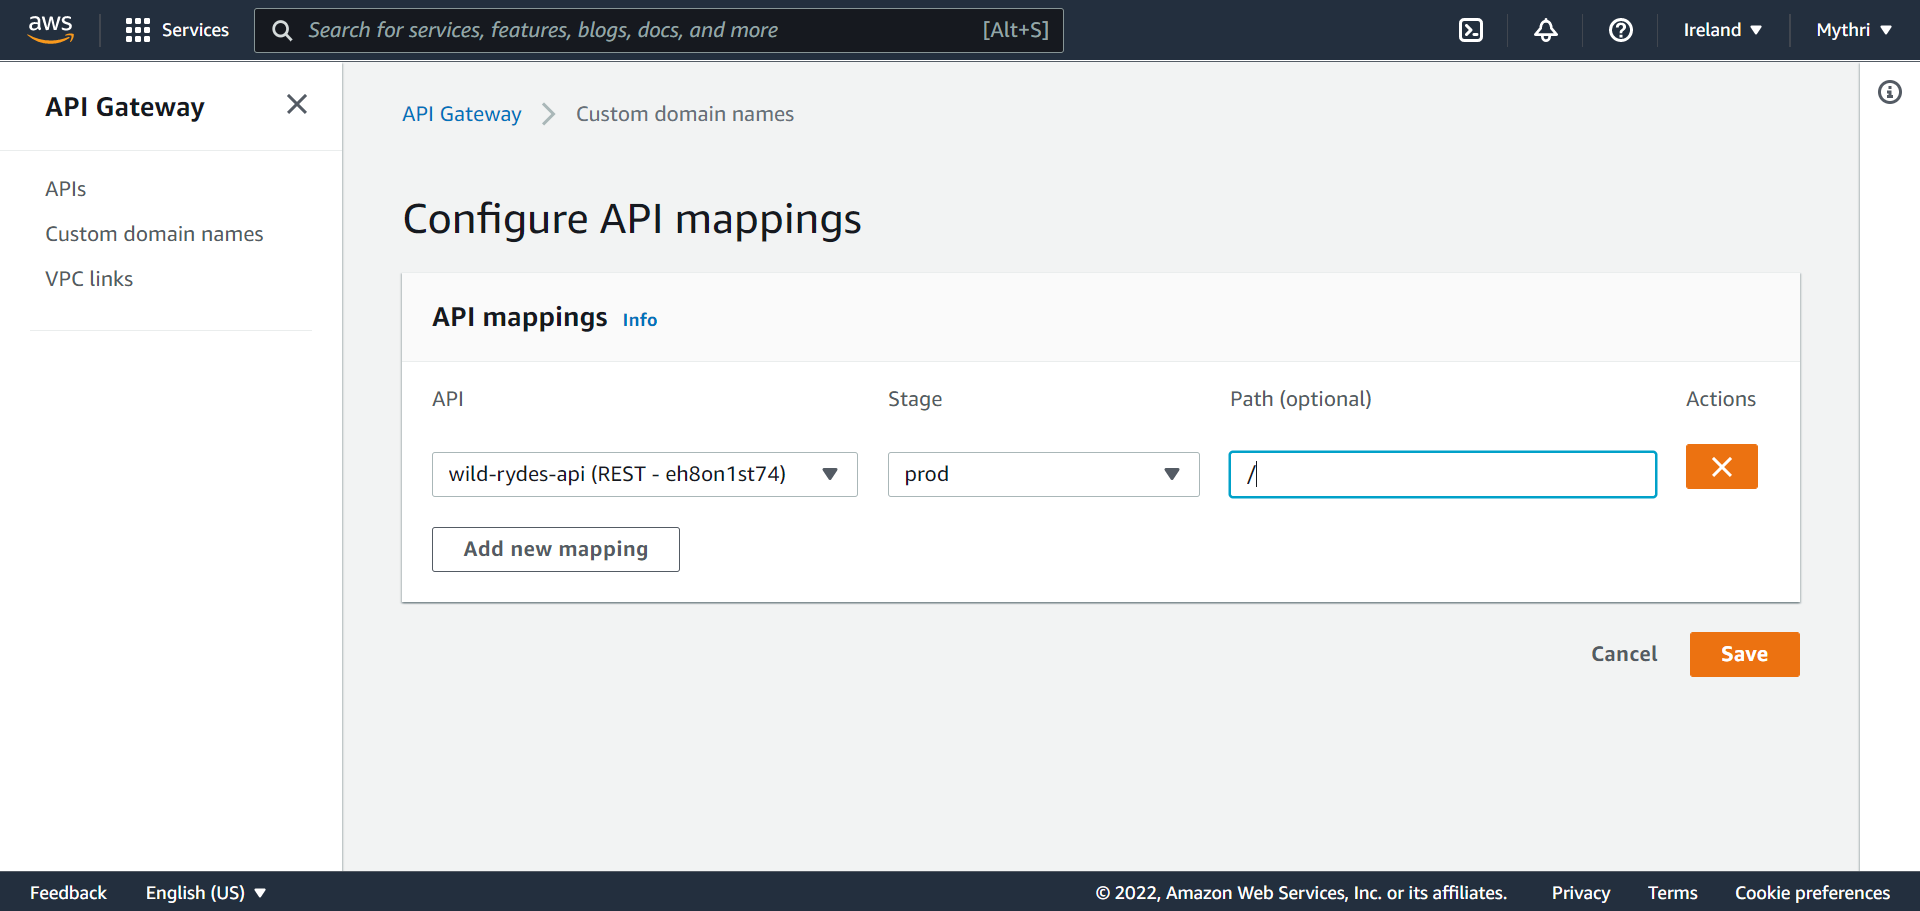 aws
Services
Search for services, features, blogs, docs, and more [Alt+S]
Ireland
Mythri
API Gateway
APIs
Custom domain names
VPC links
API Gateway Custom domain names
Configure API mappings
API mappings Info
API Stage Path (optional) Actions
wild-rydes-api (REST - eh8on1st74) prod /
Add new mapping
Cancel Save
Feedback English (US) © 2022, Amazon Web Services, Inc. or its affiliates. Privacy Terms Cookie preferences